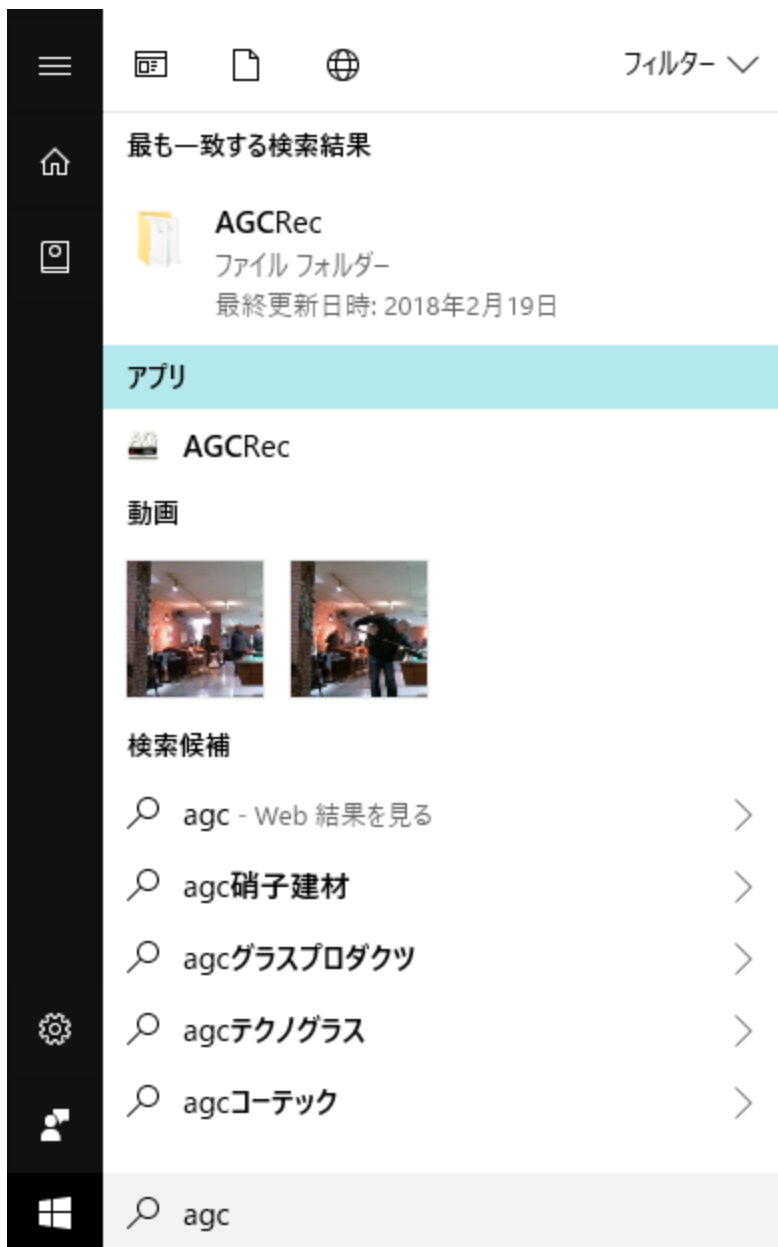 フィルター
最も一致する検索結果
AGCRec
ファイル フォルダー
最終更新日時: 2018年2月19日
アプリ
AGCRec
動画
検索候補
agc - Web 結果を見る
agc硝子建材
agcグラスプロダクツ
agcテクノグラス
agcコーテック
agc